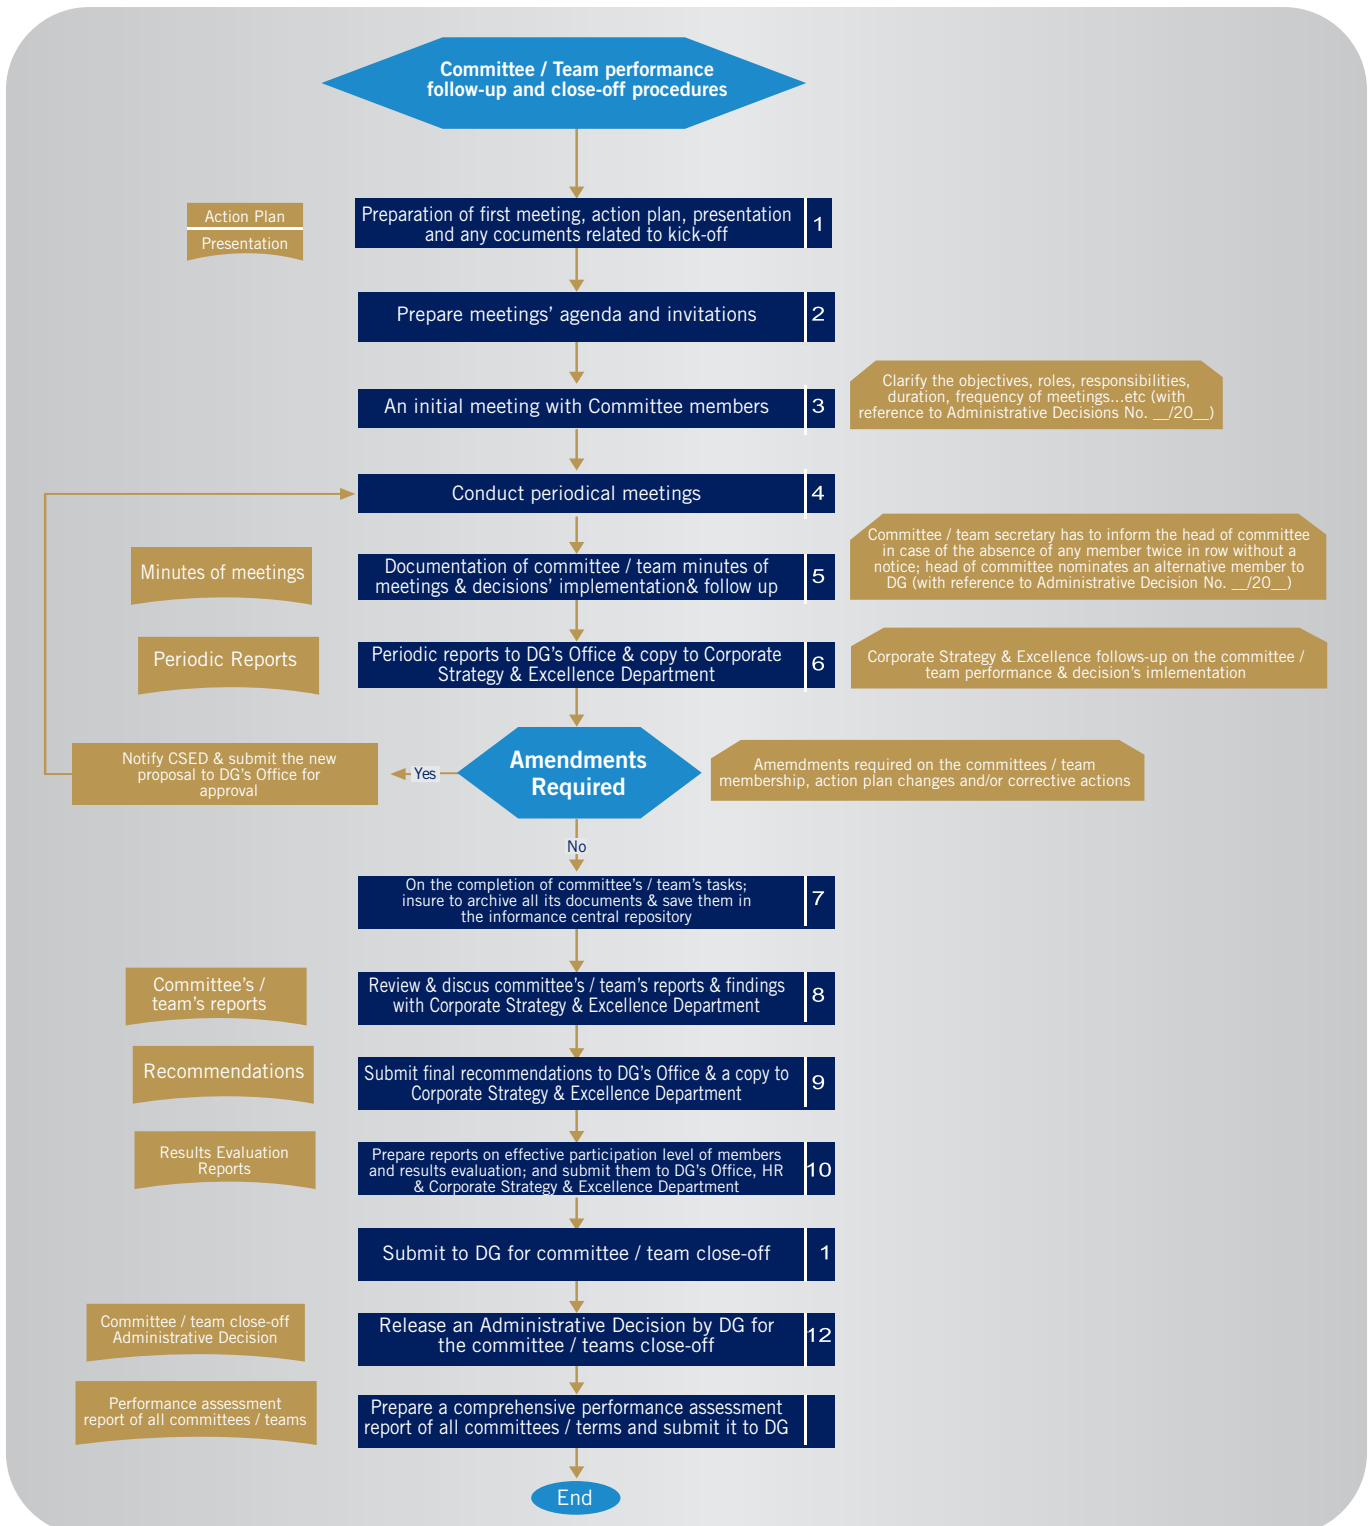 Committee / Team performance
follow-up and close-off procedures
Action Plan
Presentation
Preparation of first meeting, action plan, presentation
and any cocuments related to kick-off
1
Prepare meetings’ agenda and invitations
2
An initial meeting with Committee members
3
Clarify the objectives, roles, responsibilities,
duration, frequency of meetings...etc (with
reference to Administrative Decisions No. __/20__)
Conduct periodical meetings
4
Minutes of meetings
Documentation of committee / team minutes of
meetings & decisions’ implementation& follow up
5
Committee / team secretary has to inform the head of committee
in case of the absence of any member twice in row without a
notice; head of committee nominates an alternative member to
DG (with reference to Administrative Decision No. __/20__)
Periodic Reports
Periodic reports to DG’s Office & copy to Corporate
Strategy & Excellence Department
6
Corporate Strategy & Excellence follows-up on the committee /
team performance & decision’s imlementation
Notify CSED & submit the new
proposal to DG’s Office for
approval
Yes
Amendments
Required
Amemdments required on the committees / team
membership, action plan changes and/or corrective actions
No
On the completion of committee’s / team’s tasks;
insure to archive all its documents & save them in
the informance central repository
7
Committee’s /
team’s reports
Review & discus committee’s / team’s reports & findings
with Corporate Strategy & Excellence Department
8
Recommendations
Submit final recommendations to DG’s Office & a copy to
Corporate Strategy & Excellence Department
9
Results Evaluation
Reports
Prepare reports on effective participation level of members
and results evaluation; and submit them to DG’s Office, HR
& Corporate Strategy & Excellence Department
10
Submit to DG for committee / team close-off
1
Committee / team close-off
Administrative Decision
Release an Administrative Decision by DG for
the committee / teams close-off
12
Performance assessment
report of all committees / teams
Prepare a comprehensive performance assessment
report of all committees / terms and submit it to DG
End